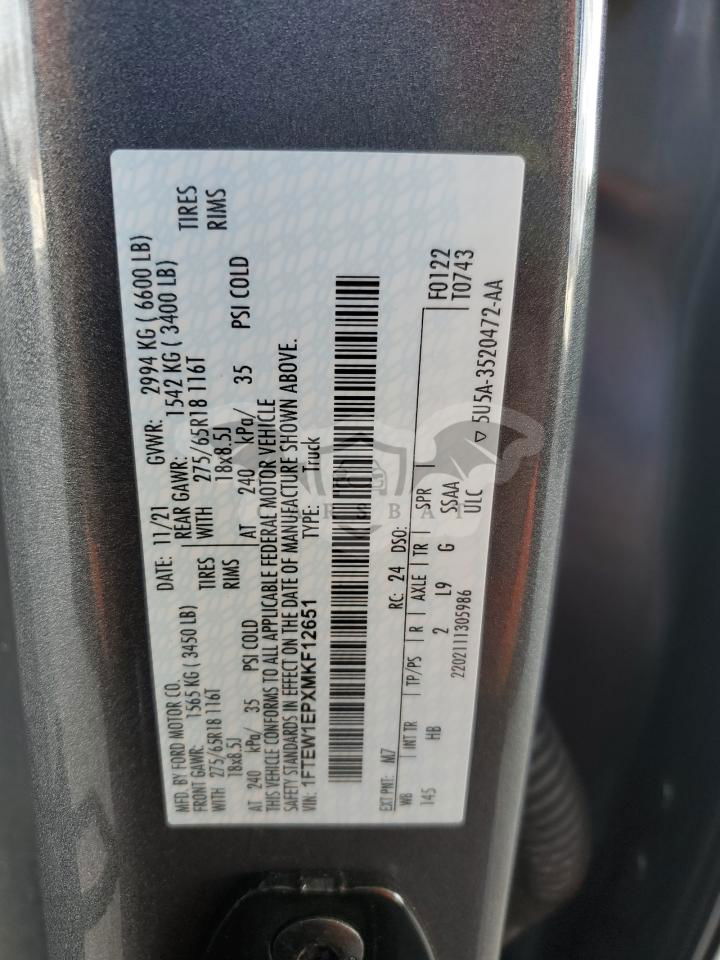 MFD. BY FORD MOTOR CO.
DATE: 11/21 GVWR: 2994 KG ( 6600 LB)
FRONT GAWR: 1565 KG ( 3450 LB) REAR GAWR: 1542 KG ( 3400 LB)
WITH 275/65R18 116T TIRES WITH 275/65R18 116T TIRES
18x8.5J RIMS 18x8.5J RIMS
AT 240 kPa/ 35 PSI COLD AT 240 kPa/ 35 PSI COLD
THIS VEHICLE CONFORMS TO ALL APPLICABLE FEDERAL MOTOR VEHICLE
SAFETY STANDARDS IN EFFECT ON THE DATE OF MANUFACTURE SHOWN ABOVE.
VIN: 1FTEW1EPXMKF12651 TYPE: Truck
EXT PNT: M7 RC: 24 DSO: F0122
WB INT TR TP/PS R AXLE TR SPR T0743
145 HB 2 L9 G SSAA
2202111305986 ULC ▽ 5U5A-3520472-AA